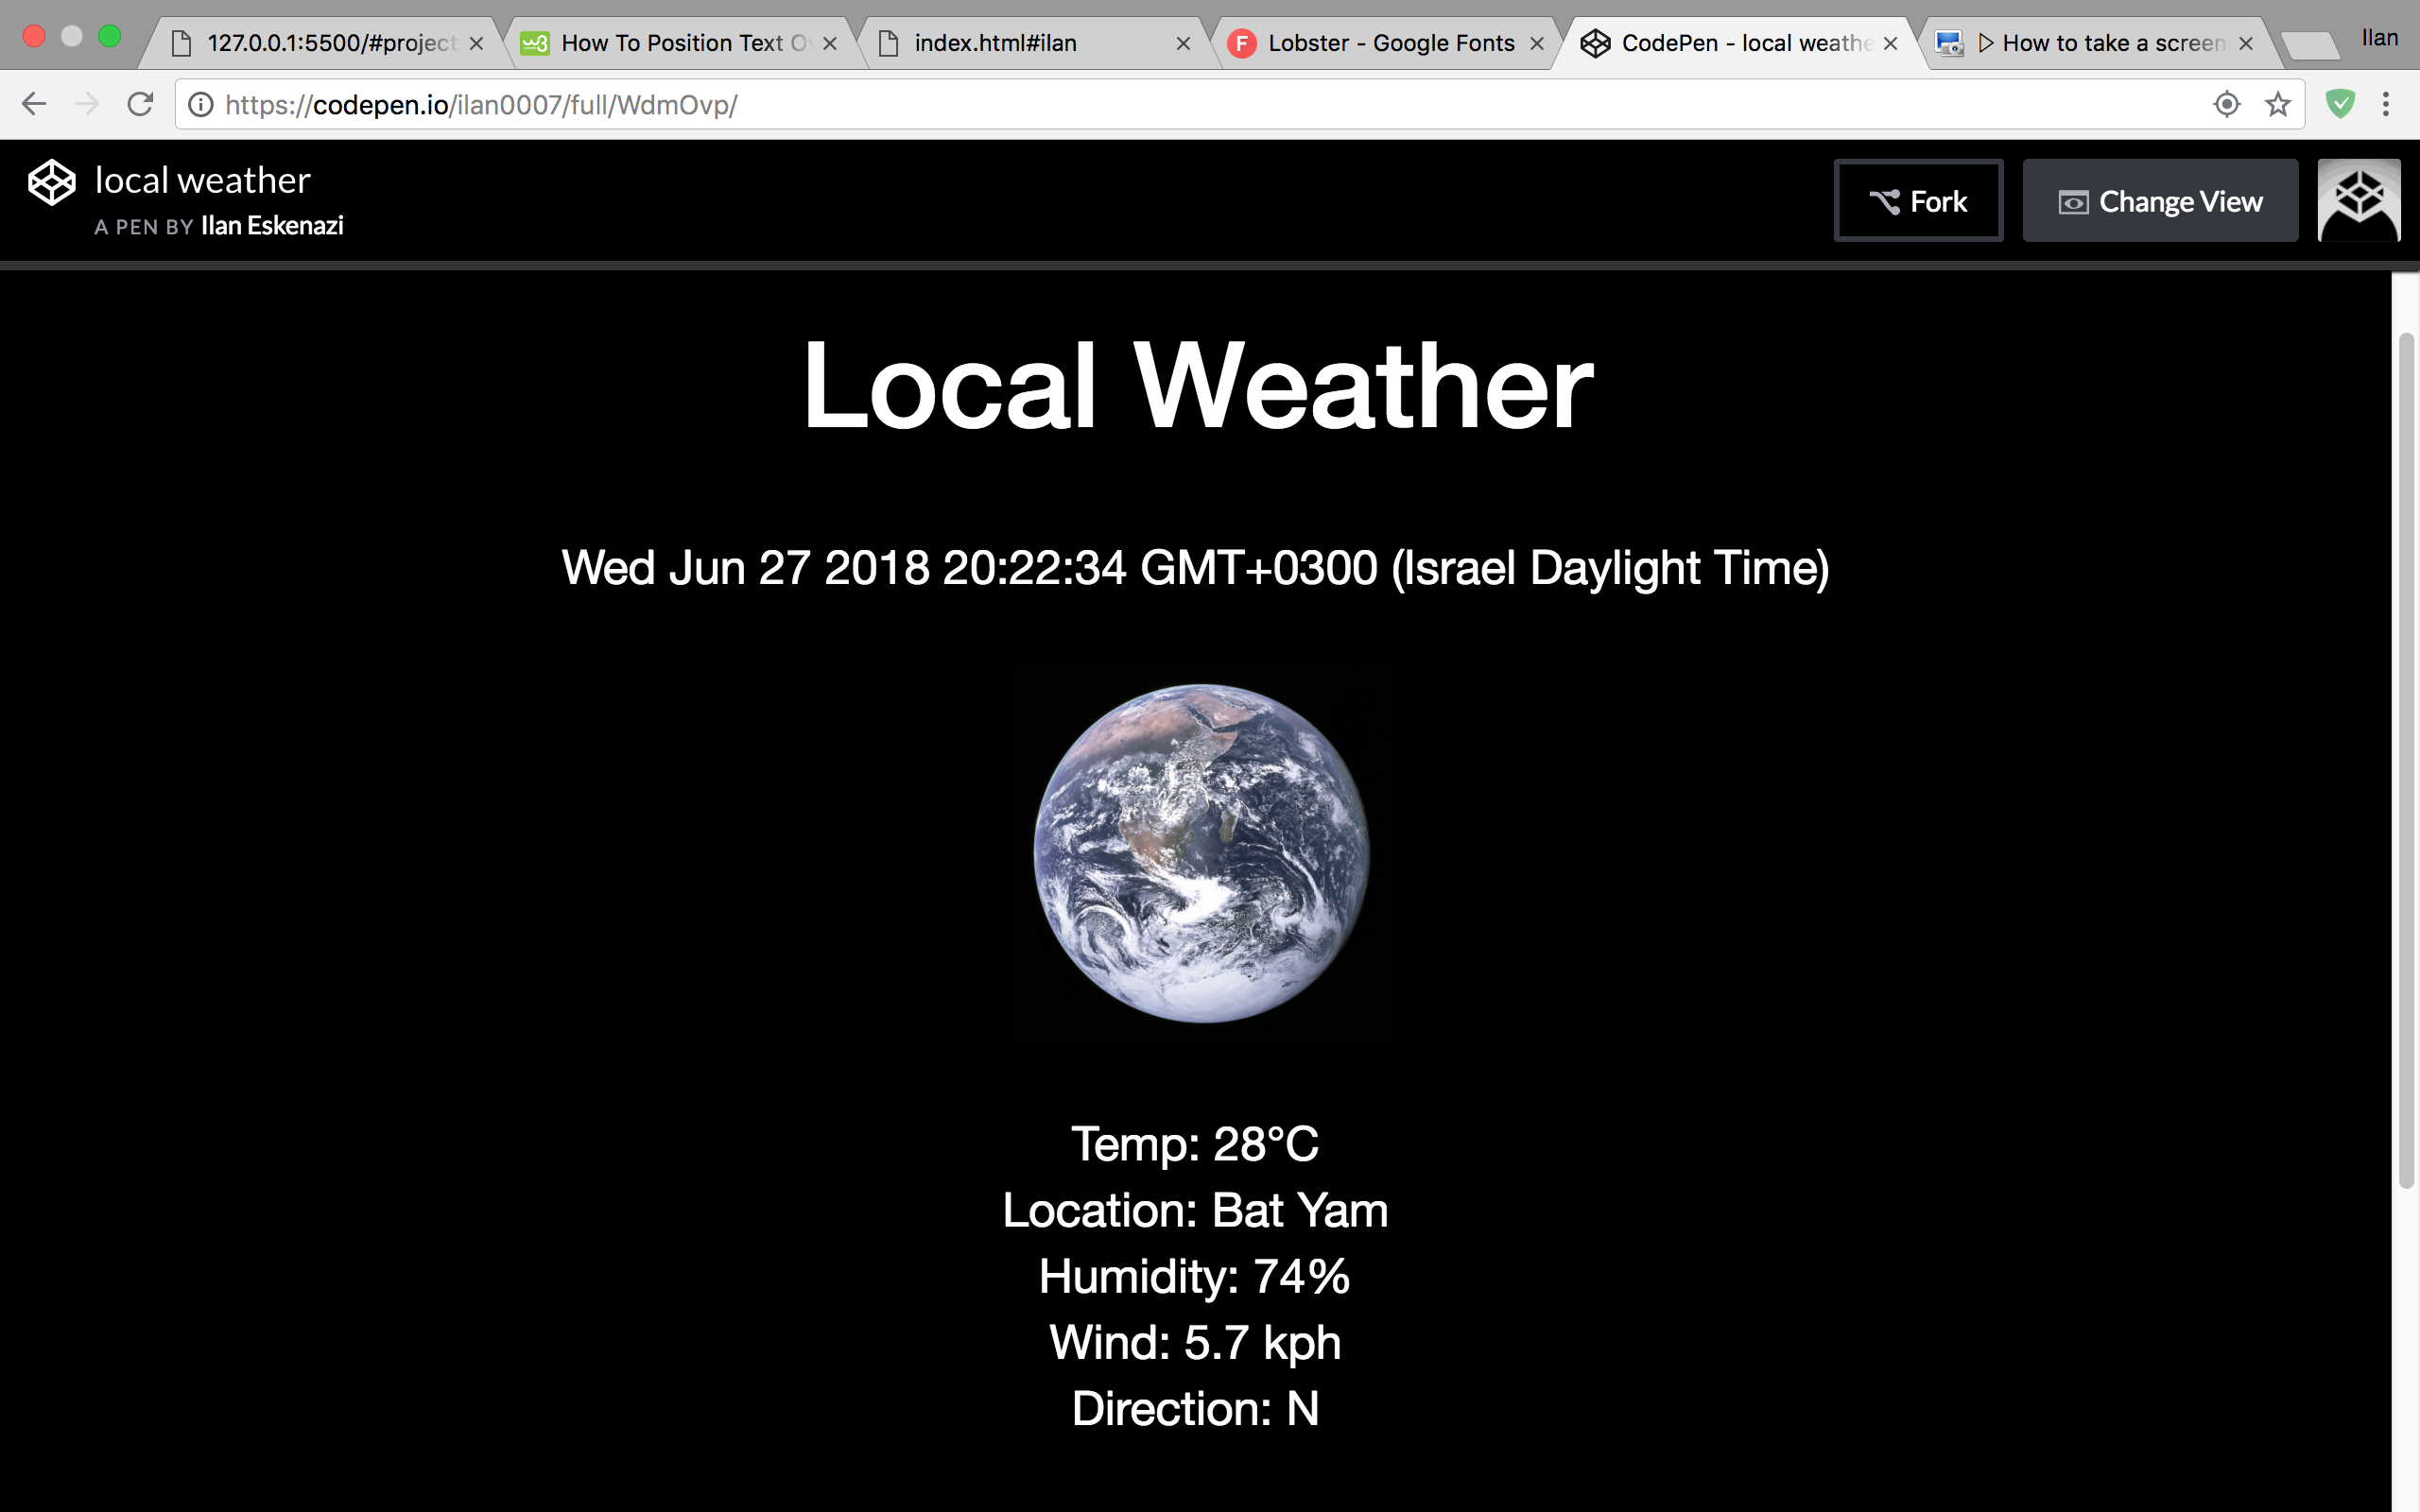 127.0.0.1:5500/#project
How To Position Text O
index.html#ilan
F Lobster - Google Fonts
CodePen - local weathe
How to take a screen
Ilan
https://codepen.io/ilan0007/full/WdmOvp/
local weather
A PEN BY Ilan Eskenazi
Fork
Change View
Local Weather
Wed Jun 27 2018 20:22:34 GMT+0300 (Israel Daylight Time)
Temp: 28°C
Location: Bat Yam
Humidity: 74%
Wind: 5.7 kph
Direction: N